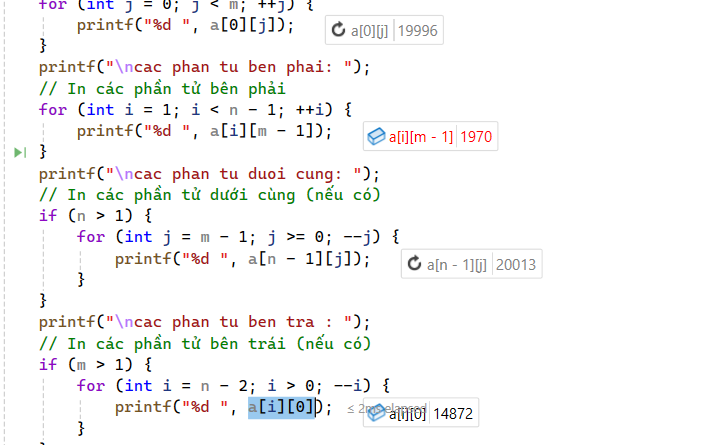 for (int j = 0; j < m; ++j) {
printf("%d ", a[0][j]);
a[0][j] 19996
}
printf("\ncac phan tu ben phai: ");
// In các phần tử bên phải
for (int i = 1; i < n - 1; ++i) {
printf("%d ", a[i][m - 1]);
a[i][m - 1] 1970
}
printf("\ncac phan tu duoi cung: ");
// In các phần tử dưới cùng (nếu có)
if (n > 1) {
for (int j = m - 1; j >= 0; --j) {
printf("%d ", a[n - 1][j]);
a[n - 1][j] 20013
}
}
printf("\ncac phan tu ben tra : ");
// In các phần tử bên trái (nếu có)
if (m > 1) {
for (int i = n - 2; i > 0; --i) {
printf("%d ", a[i][0]);
≤ 2ms elapsed
a[i][0] 14872
}